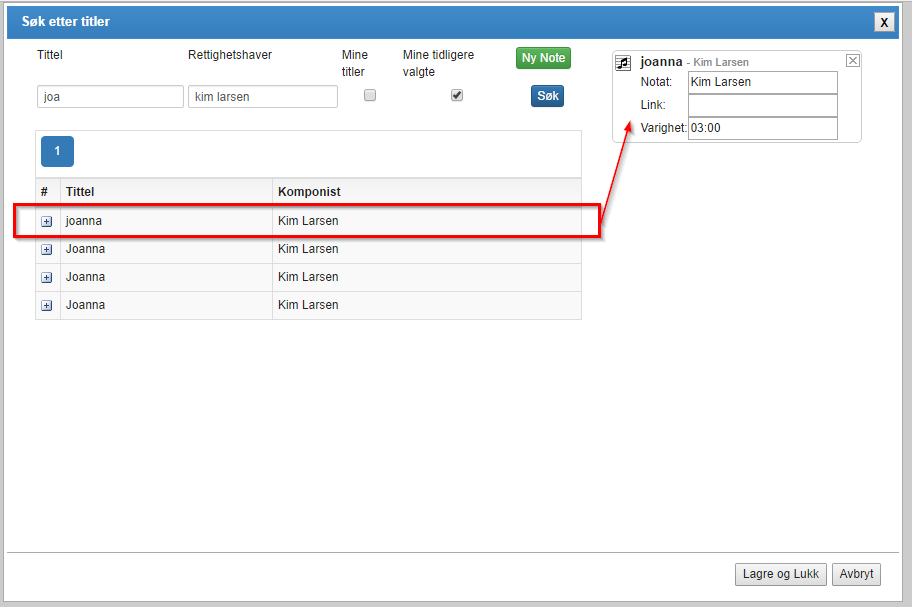 Søk etter titler
X
Tittel
Rettighetshaver
Mine titler
Mine tidligere valgte
Ny Note
joa
kim larsen
Søk
1
# Tittel Komponist
joanna Kim Larsen
Joanna Kim Larsen
Joanna Kim Larsen
Joanna Kim Larsen
joanna - Kim Larsen
Notat: Kim Larsen
Link:
Varighet: 03:00
Lagre og Lukk
Avbryt